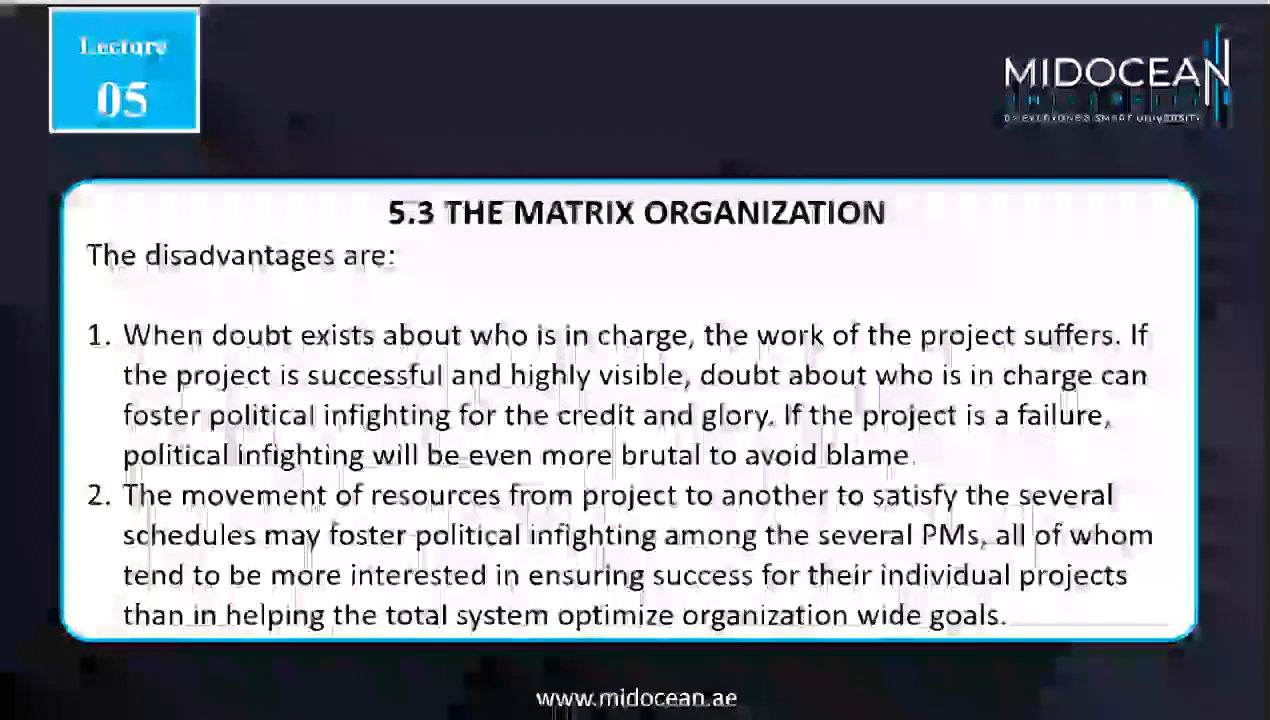 Lecture
05
MIDOCEAN
UNIVERSITY
EVERYONE'S SMART UNIVERSITY
5.3 THE MATRIX ORGANIZATION
The disadvantages are:
1. When doubt exists about who is in charge, the work of the project suffers. If
the project is successful and highly visible, doubt about who is in charge can
foster political infighting for the credit and glory. If the project is a failure,
political infighting will be even more brutal to avoid blame.
2. The movement of resources from project to another to satisfy the several
schedules may foster political infighting among the several PMs, all of whom
tend to be more interested in ensuring success for their individual projects
than in helping the total system optimize organization wide goals.
www.midocean.ae